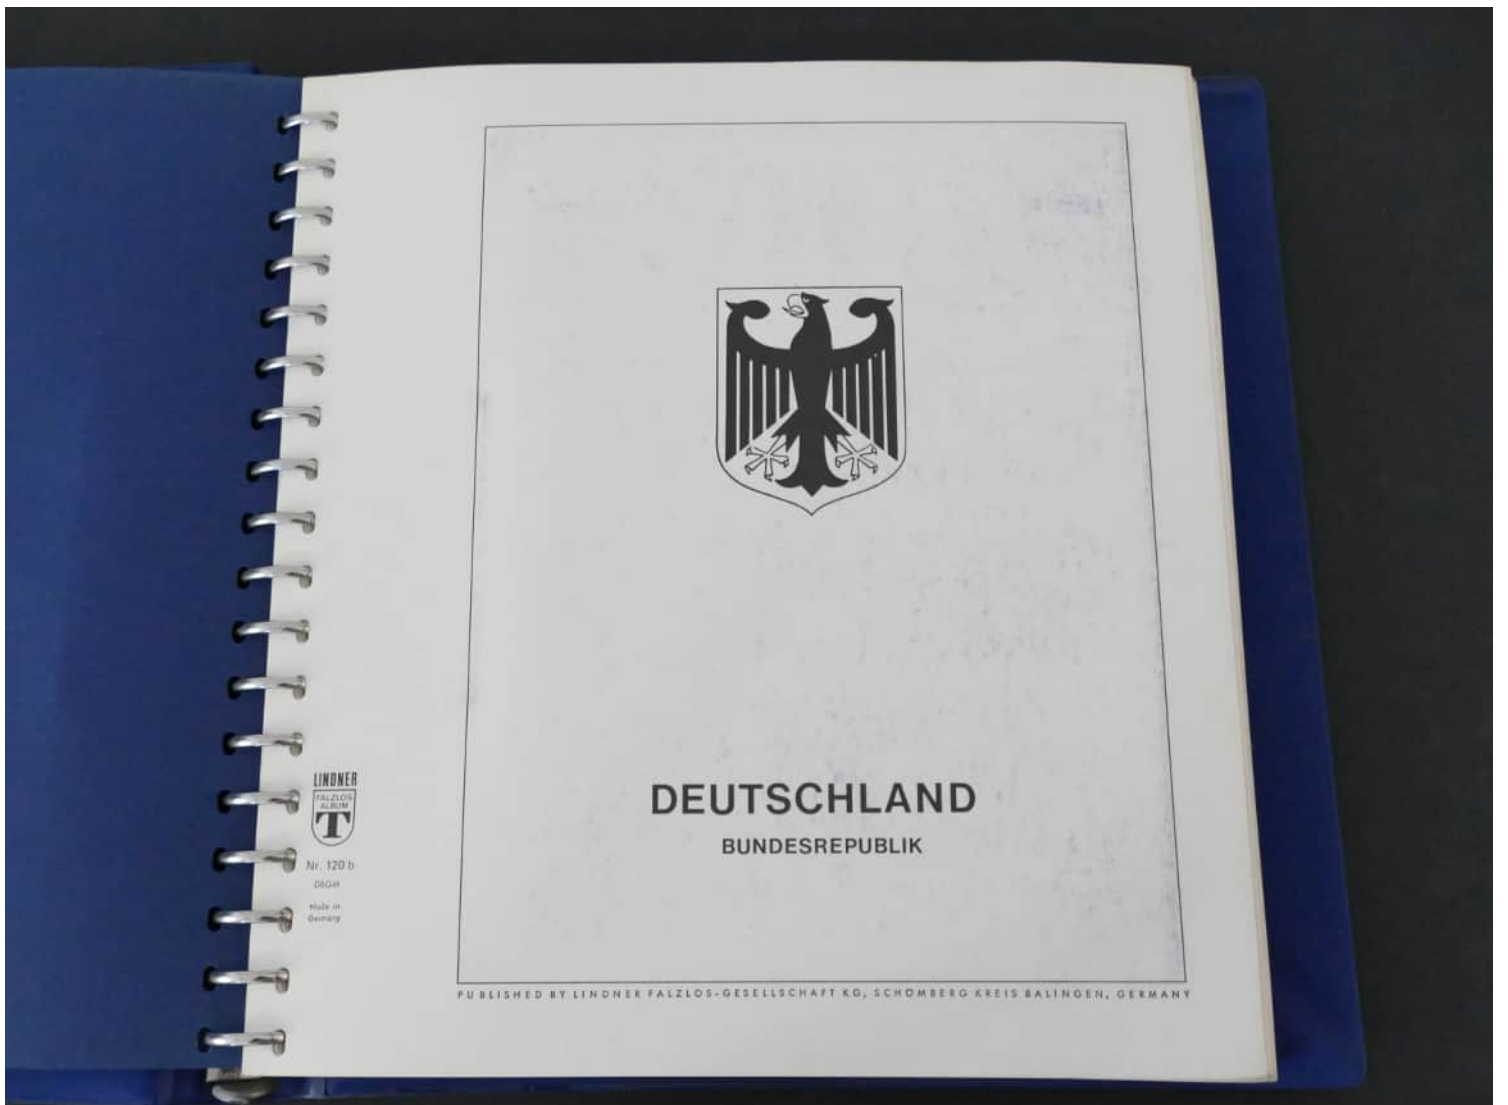 LINDNER
FALZLOS
ALBUM
T
Nr. 120 b
DBGM
Made in
Germany
DEUTSCHLAND
BUNDESREPUBLIK
PUBLISHED BY LINDNER FALZLOS-GESELLSCHAFT KG, SCHÖMBERG KREIS BALINGEN, GERMANY